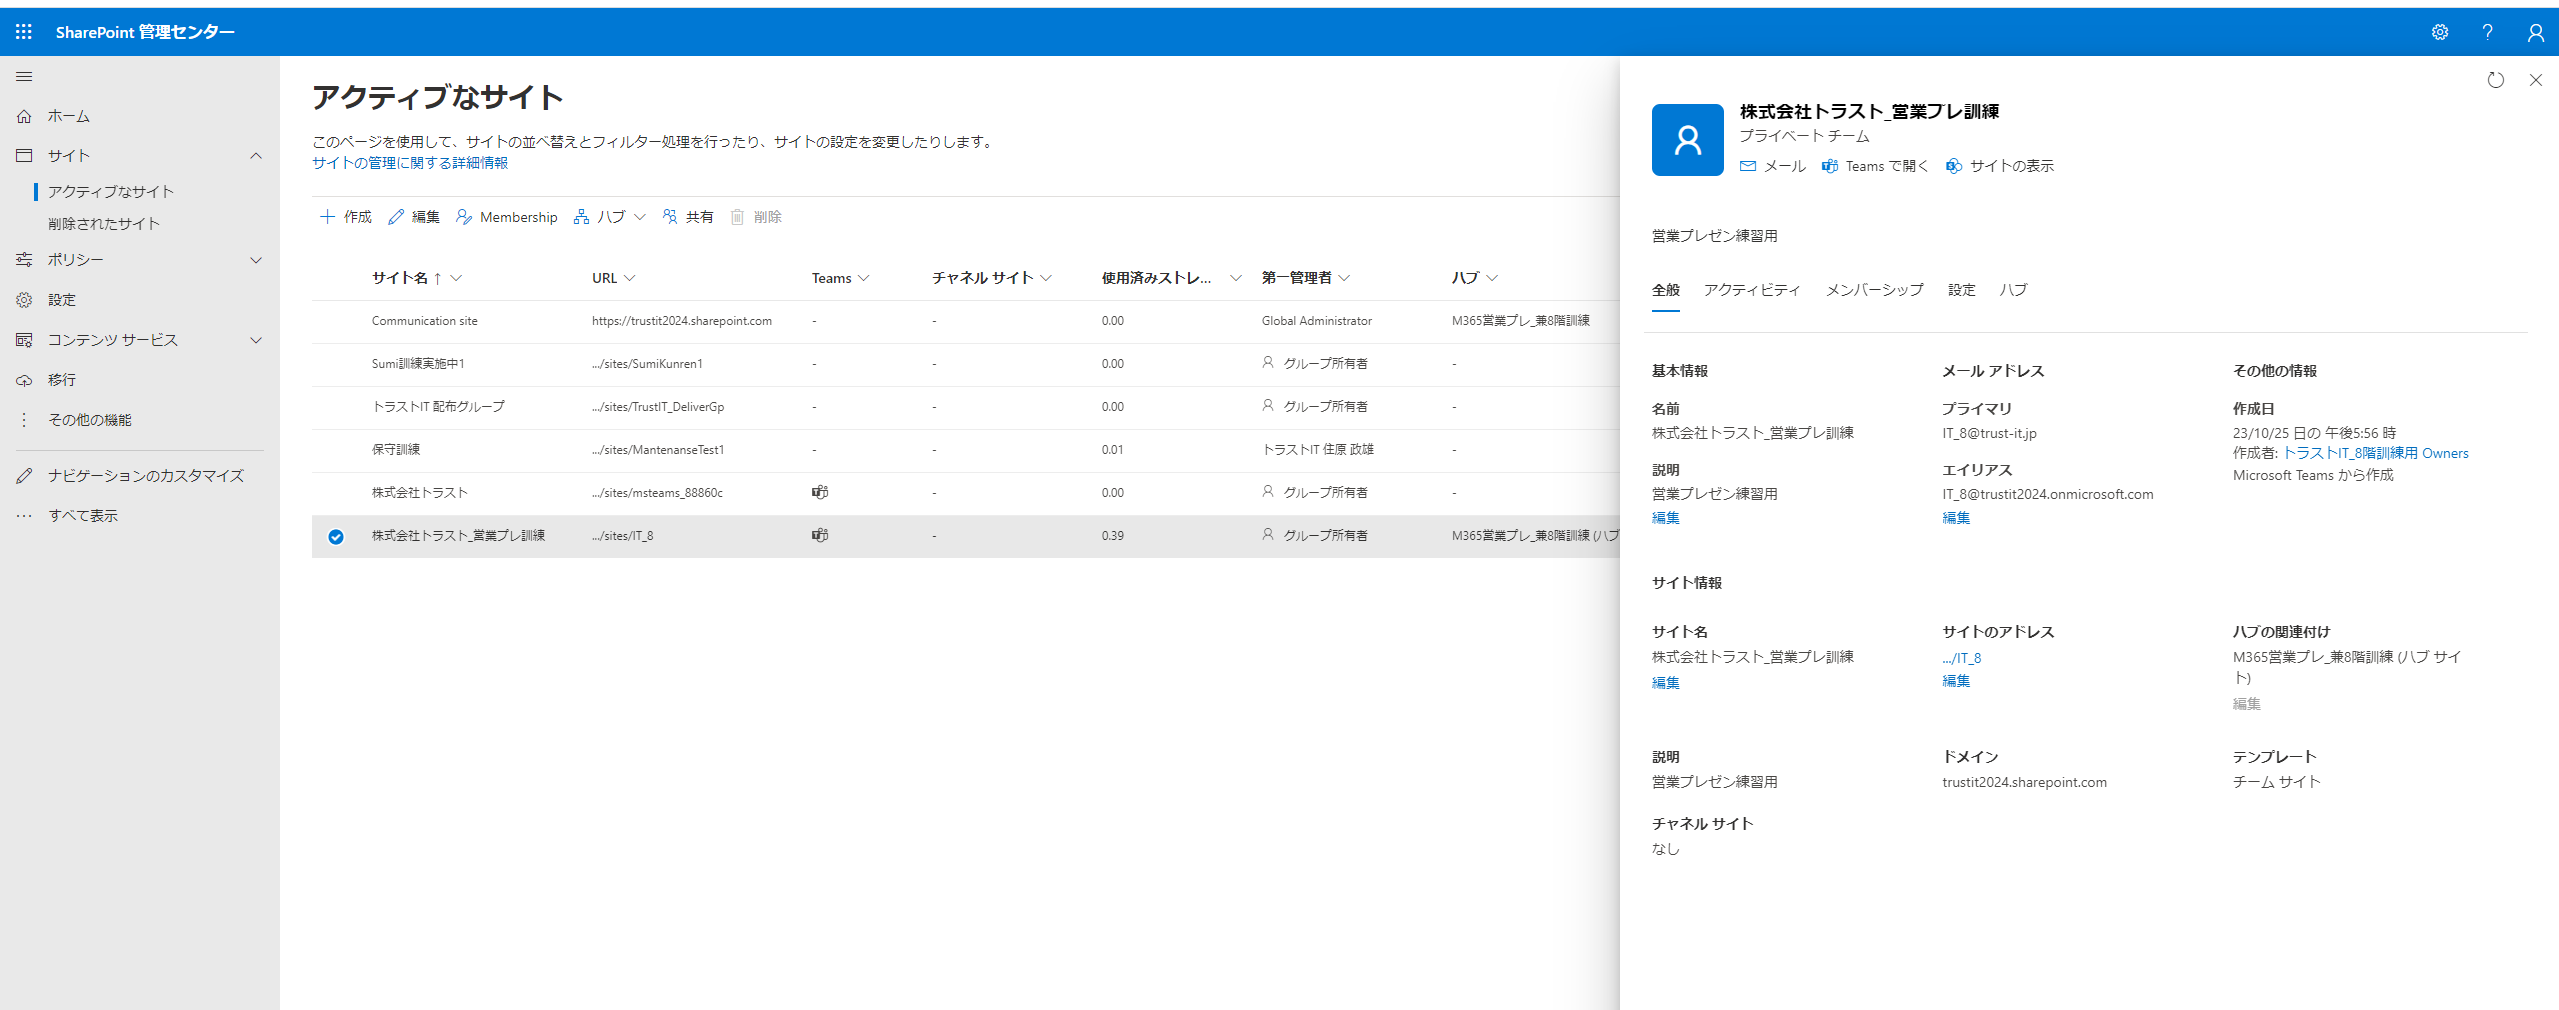 SharePoint 管理センター
ホーム
サイト
アクティブなサイト
削除されたサイト
ポリシー
設定
コンテンツ サービス
移行
その他の機能
ナビゲーションのカスタマイズ
すべて表示
アクティブなサイト
このページを使用して、サイトの並べ替えとフィルター処理を行ったり、サイトの設定を変更したりします。
サイトの管理に関する詳細情報
作成 編集 Membership ハブ 共有 削除
サイト名 ↑ URL Teams チャネル サイト 使用済みストレ... 第一管理者 ハブ
Communication site https://trustit2024.sharepoint.com - - 0.00 Global Administrator M365営業プレ_兼8階訓練
Sumi訓練実施中1 .../sites/SumiKunren1 - - 0.00 グループ所有者 -
トラストIT 配布グループ .../sites/TrustIT_DeliverGp - - 0.00 グループ所有者 -
保守訓練 .../sites/MantenanseTest1 - - 0.01 トラストIT 住原 政雄 -
株式会社トラスト .../sites/msteams_88860c - 0.00 グループ所有者 -
株式会社トラスト_営業プレ訓練 .../sites/IT_8 - 0.39 グループ所有者 M365営業プレ_兼8階訓練 (ハブ
株式会社トラスト_営業プレ訓練
プライベート チーム
メール Teams で開く サイトの表示
営業プレゼン練習用
全般 アクティビティ メンバーシップ 設定 ハブ
基本情報 メール アドレス その他の情報
名前 プライマリ 作成日
株式会社トラスト_営業プレ訓練 IT_8@trust-it.jp 23/10/25 日の 午後5:56 時
作成者: トラストIT_8階訓練用 Owners
説明 エイリアス Microsoft Teams から作成
営業プレゼン練習用 IT_8@trustit2024.onmicrosoft.com
編集 編集
サイト情報
サイト名 サイトのアドレス ハブの関連付け
株式会社トラスト_営業プレ訓練 .../IT_8 M365営業プレ_兼8階訓練 (ハブ サイ
ト)
編集 編集 編集
説明 ドメイン テンプレート
営業プレゼン練習用 trustit2024.sharepoint.com チーム サイト
チャネル サイト
なし